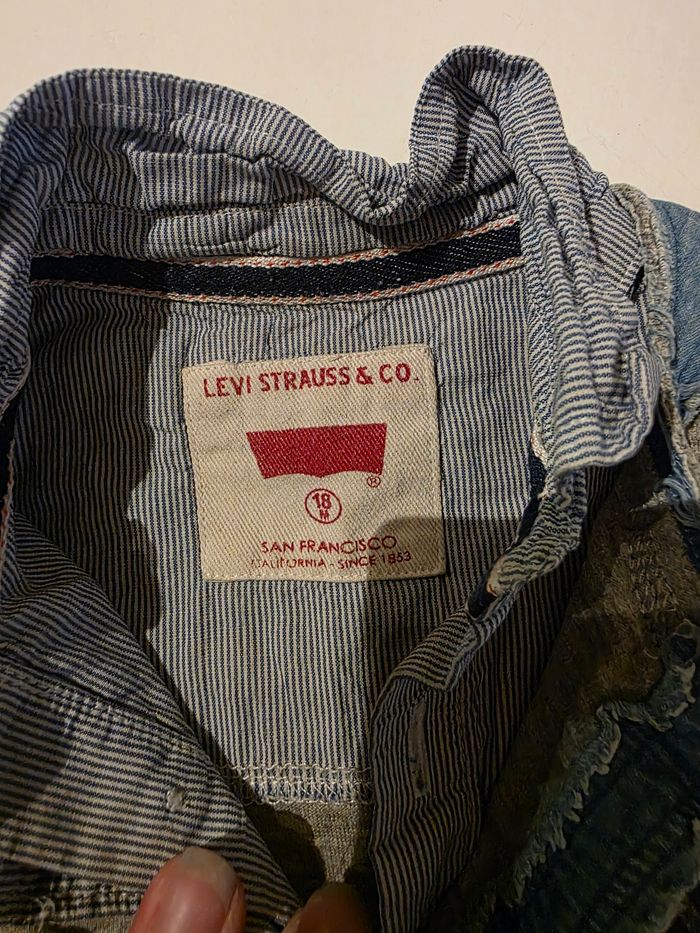 LEVI STRAUSS & CO.
®
18
M
SAN FRANCISCO
CALIFORNIA - SINCE 1853